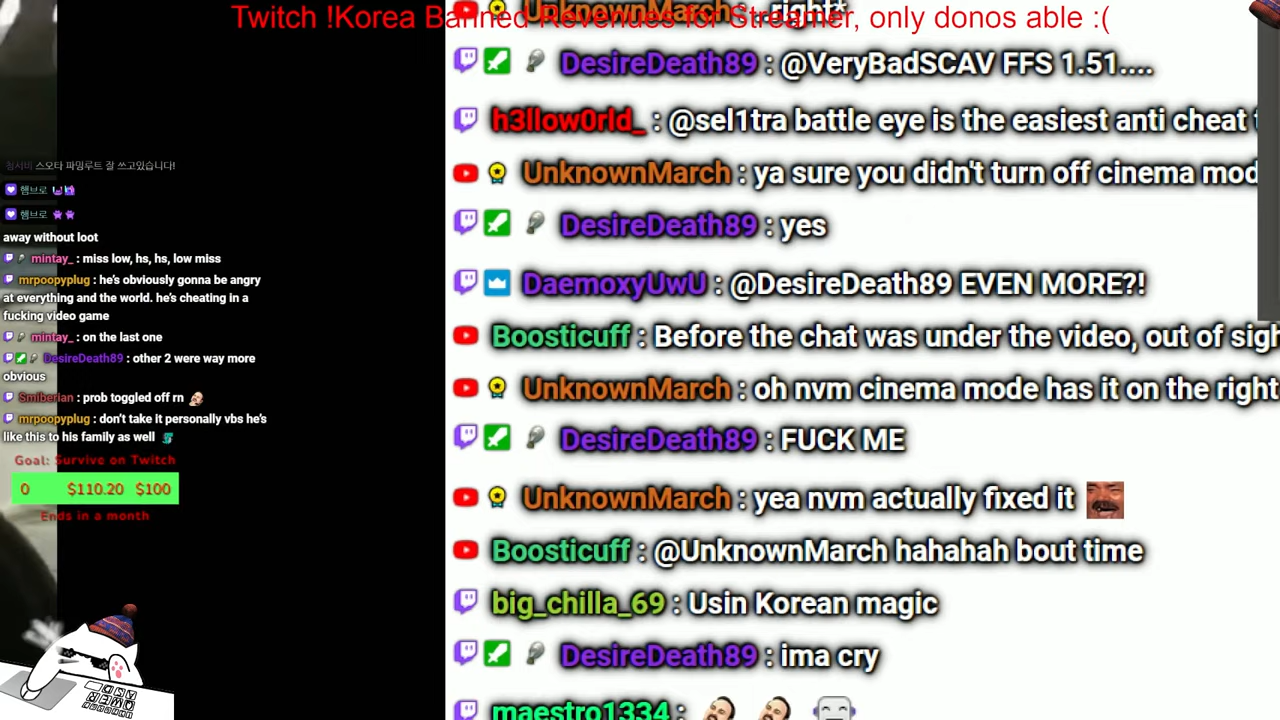 Twitch !Korea Banned Revenues for Streamer, only donos able :(
UnknownMarch : right*
DesireDeath89 : @VeryBadSCAV FFS 1.51....
h3llow0rld_ : @sel1tra battle eye is the easiest anti cheat
UnknownMarch : ya sure you didn't turn off cinema mod
DesireDeath89 : yes
DaemoxyUwU : @DesireDeath89 EVEN MORE?!
Boosticuff : Before the chat was under the video, out of sigh
UnknownMarch : oh nvm cinema mode has it on the right
DesireDeath89 : FUCK ME
UnknownMarch : yea nvm actually fixed it
Boosticuff : @UnknownMarch hahahah bout time
big_chilla_69 : Usin Korean magic
DesireDeath89 : ima cry
maestro1334 :
스오타 파밍루트 잘 쓰고있습니다!
햄브로
햄브로
away without loot
mintay_ : miss low, hs, hs, low miss
mrpoopyplug : he's obviously gonna be angry
at everything and the world. he's cheating in a
fucking video game
mintay_ : on the last one
DesireDeath89 : other 2 were way more
obvious
Smiberian : prob toggled off rn
mrpoopyplug : don't take it personally vbs he's
like this to his family as well
Goal: Survive on Twitch
0 $110.20 $100
Ends in a month